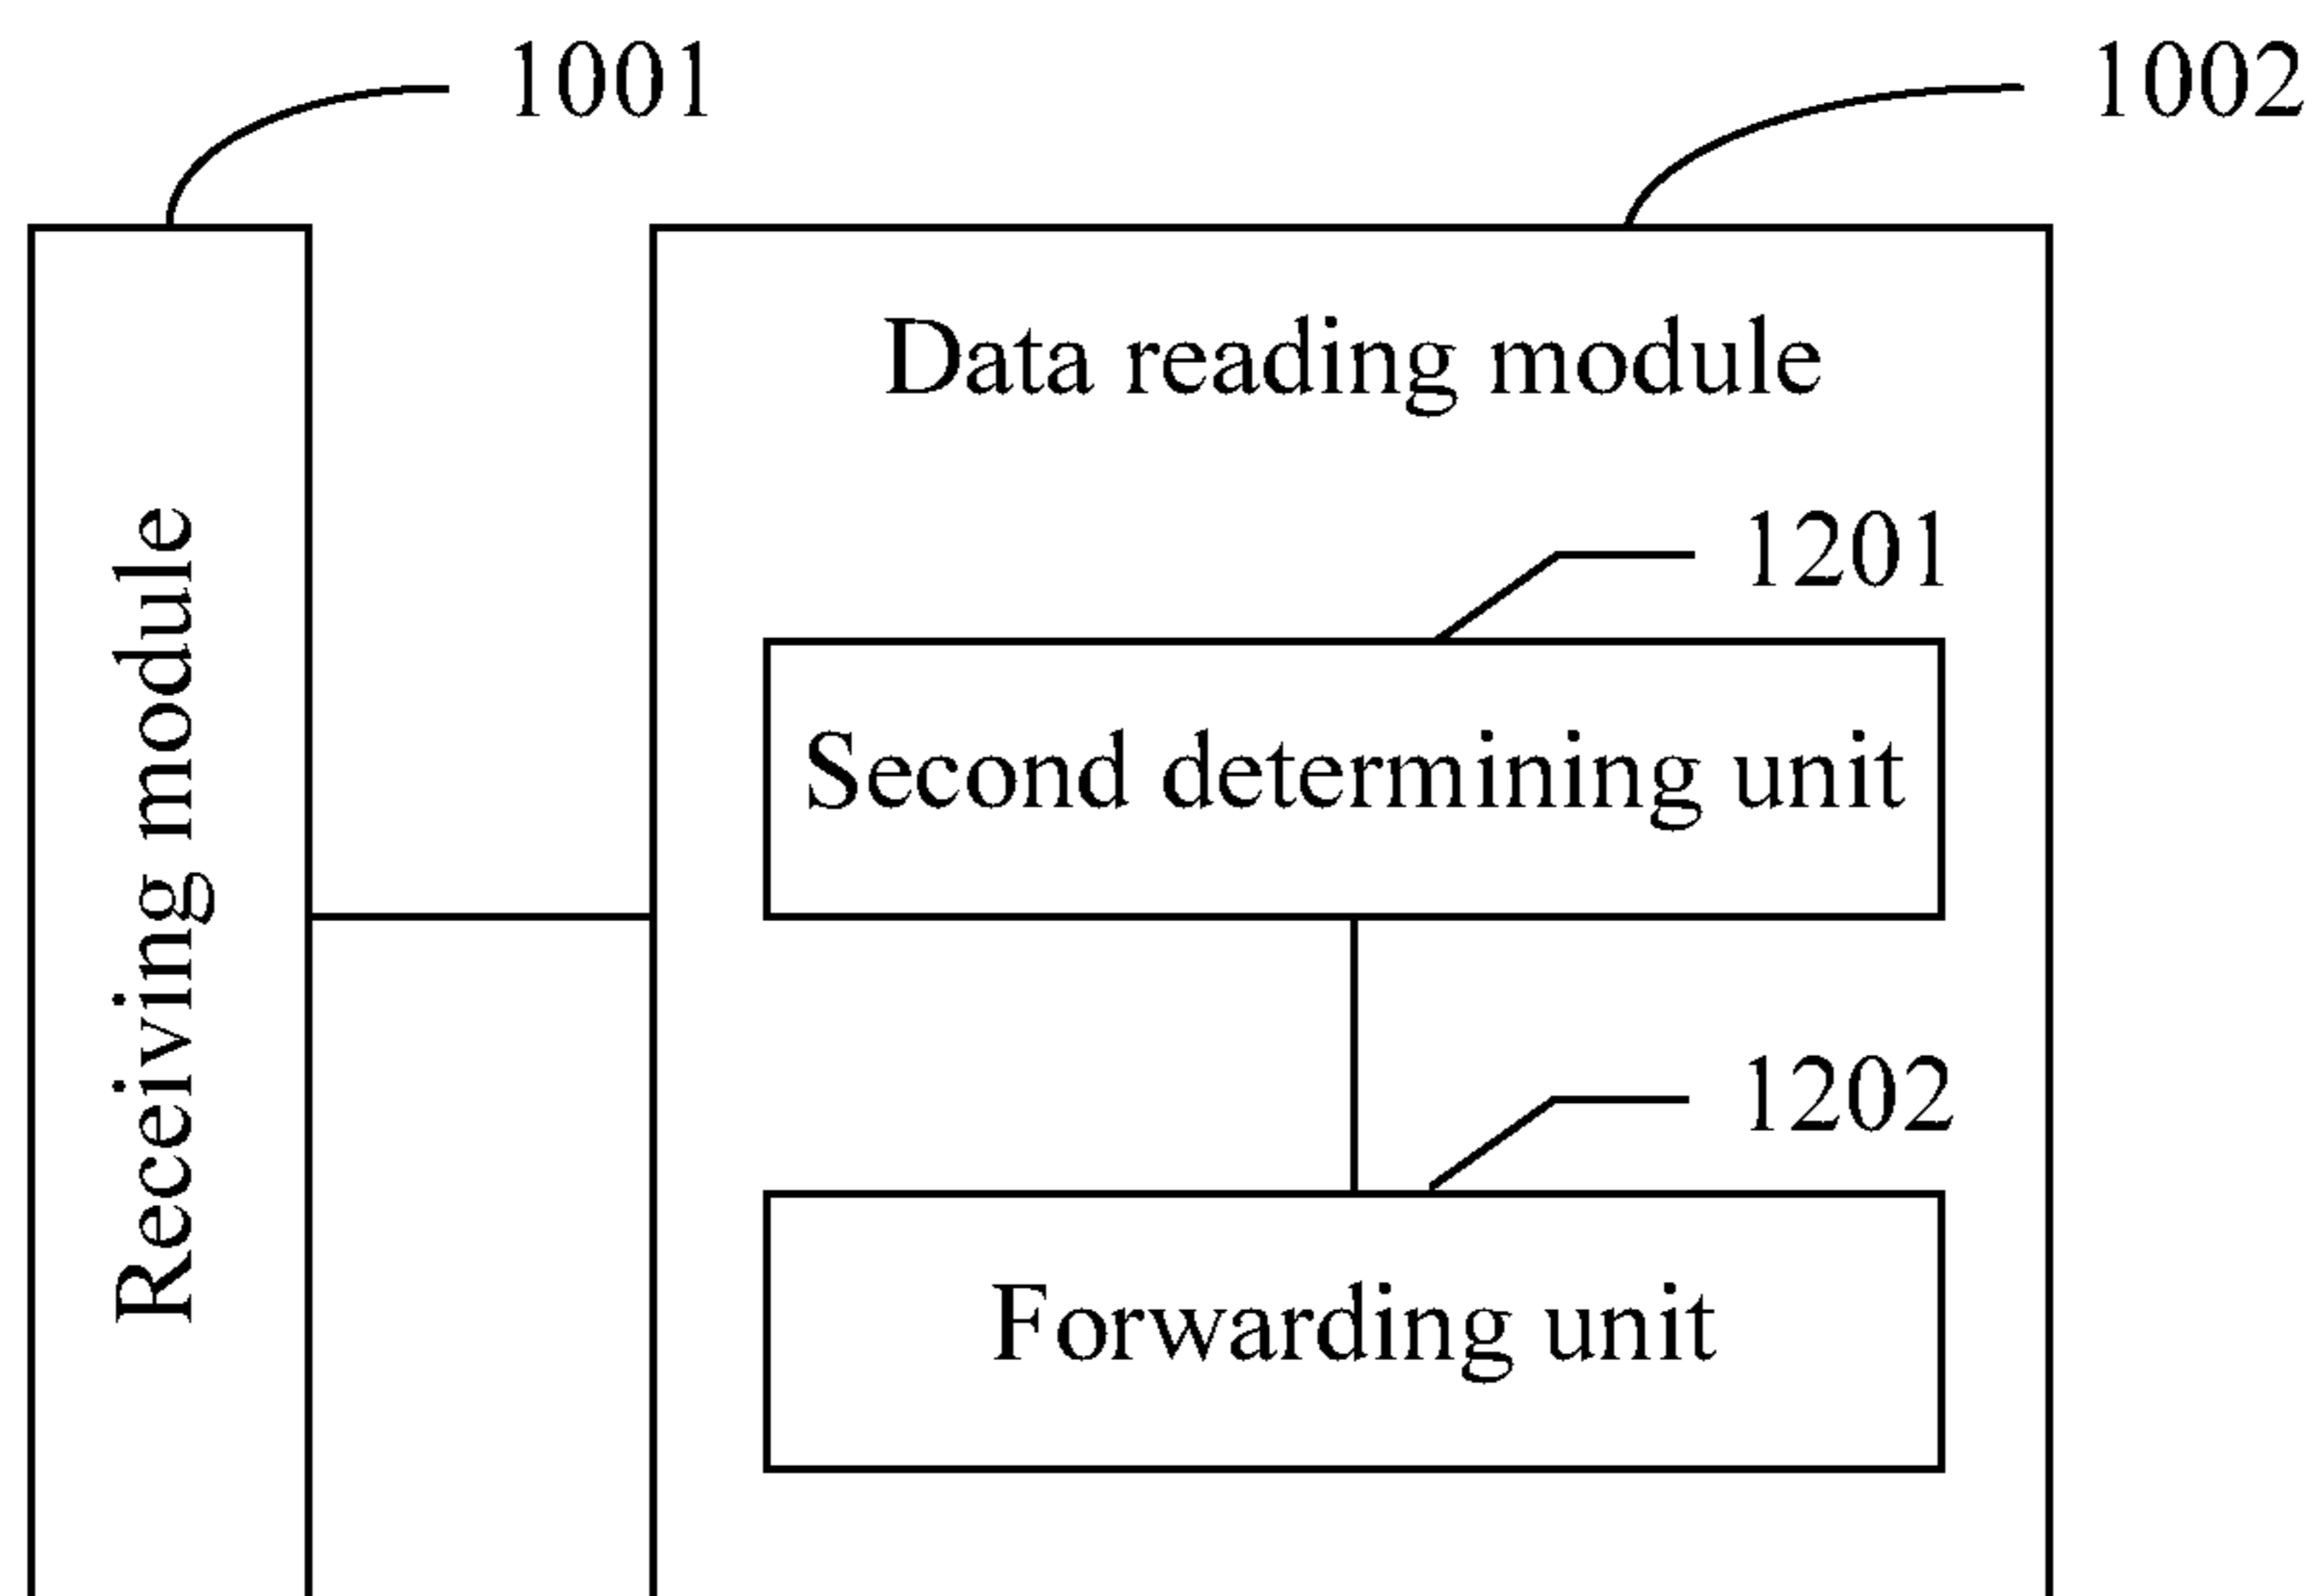 1001
1002
Receiving module
Data reading module
1201
Second determining unit
1202
Forwarding unit